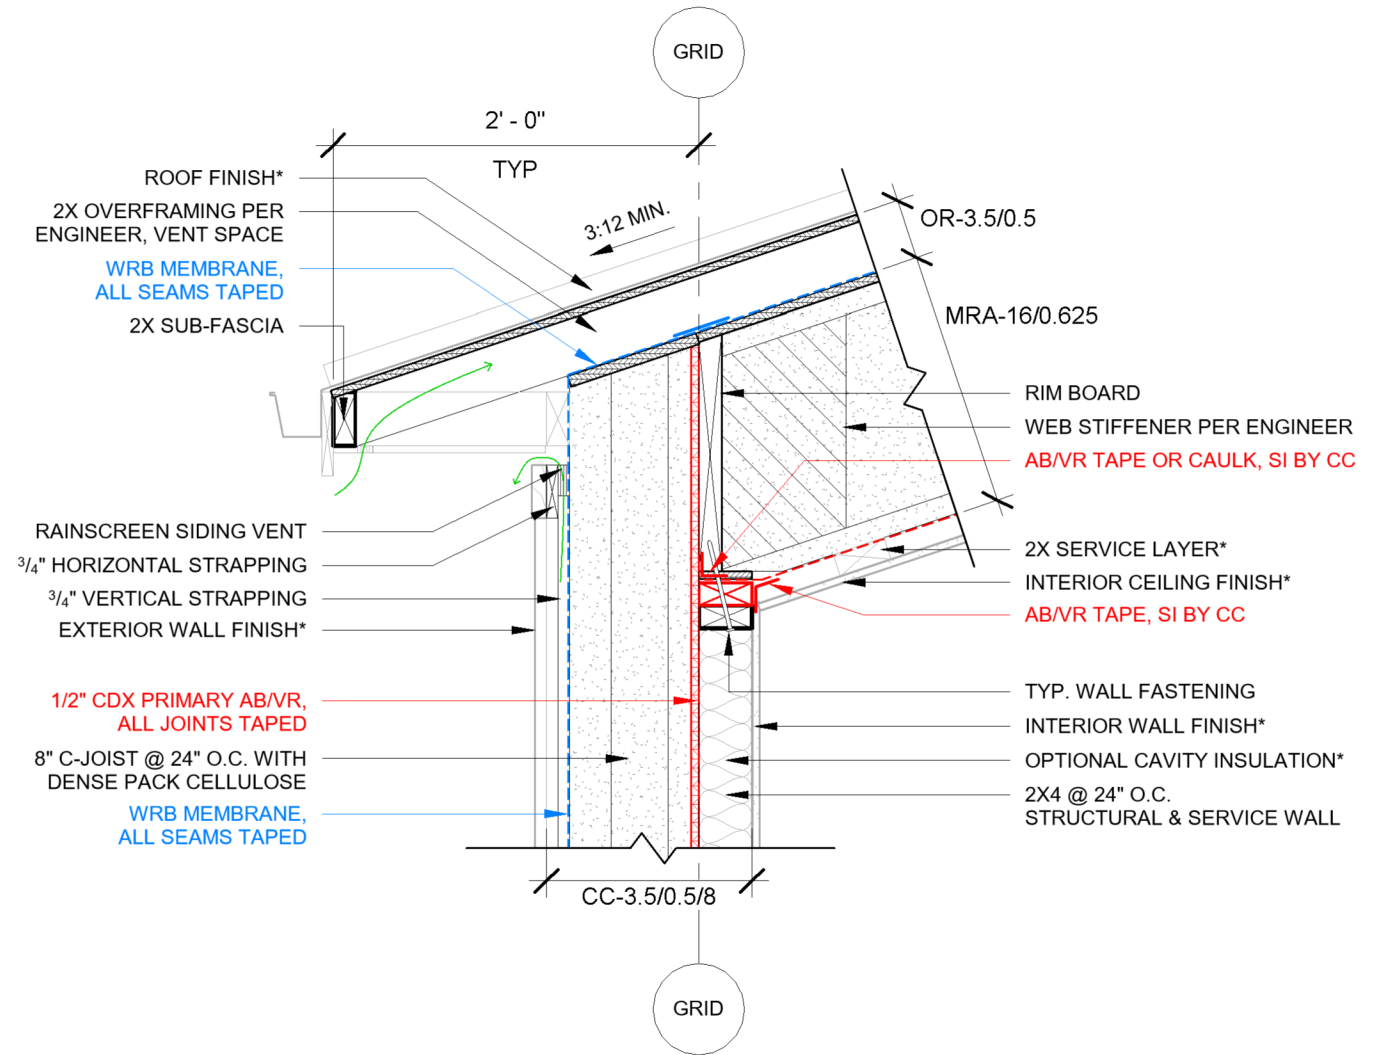 GRID
2' - 0"
TYP
ROOF FINISH*
2X OVERFRAMING PER
ENGINEER, VENT SPACE
WRB MEMBRANE,
ALL SEAMS TAPED
2X SUB-FASCIA
3:12 MIN.
OR-3.5/0.5
MRA-16/0.625
RIM BOARD
WEB STIFFENER PER ENGINEER
AB/VR TAPE OR CAULK, SI BY CC
RAINSCREEN SIDING VENT
3/4" HORIZONTAL STRAPPING
3/4" VERTICAL STRAPPING
EXTERIOR WALL FINISH*
2X SERVICE LAYER*
INTERIOR CEILING FINISH*
AB/VR TAPE, SI BY CC
1/2" CDX PRIMARY AB/VR,
ALL JOINTS TAPED
8" C-JOIST @ 24" O.C. WITH
DENSE PACK CELLULOSE
WRB MEMBRANE,
ALL SEAMS TAPED
TYP. WALL FASTENING
INTERIOR WALL FINISH*
OPTIONAL CAVITY INSULATION*
2X4 @ 24" O.C.
STRUCTURAL & SERVICE WALL
CC-3.5/0.5/8
GRID